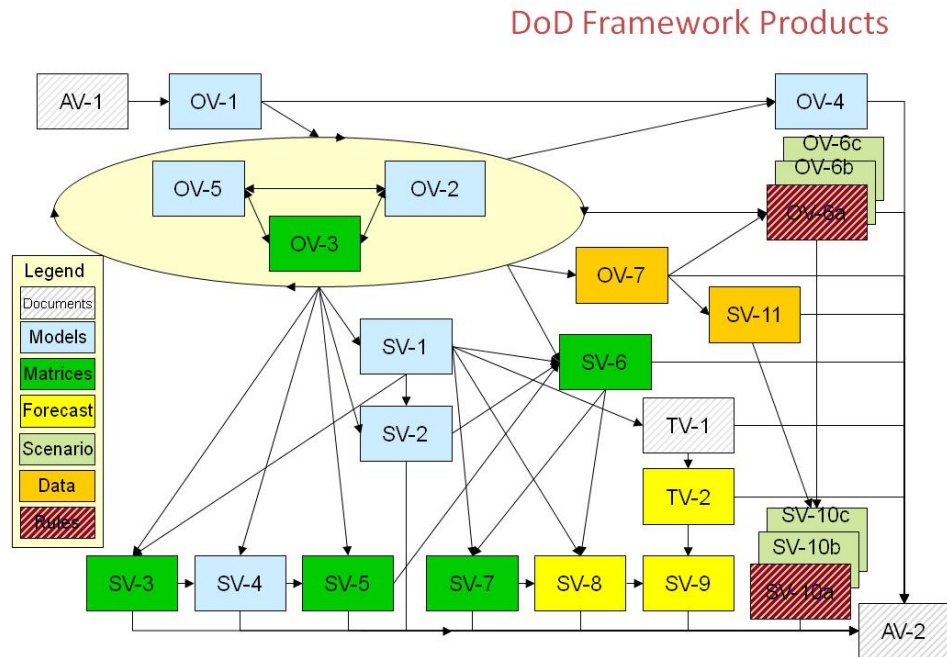 DoD Framework Products
AV-1
OV-1
OV-4
OV-6c
OV-6b
OV-6a
OV-5
OV-2
OV-3
OV-7
SV-11
Legend
Documents
Models
Matrices
Forecast
Scenario
Data
Rules
SV-1
SV-6
SV-2
TV-1
TV-2
SV-10c
SV-10b
SV-10a
SV-3
SV-4
SV-5
SV-7
SV-8
SV-9
AV-2